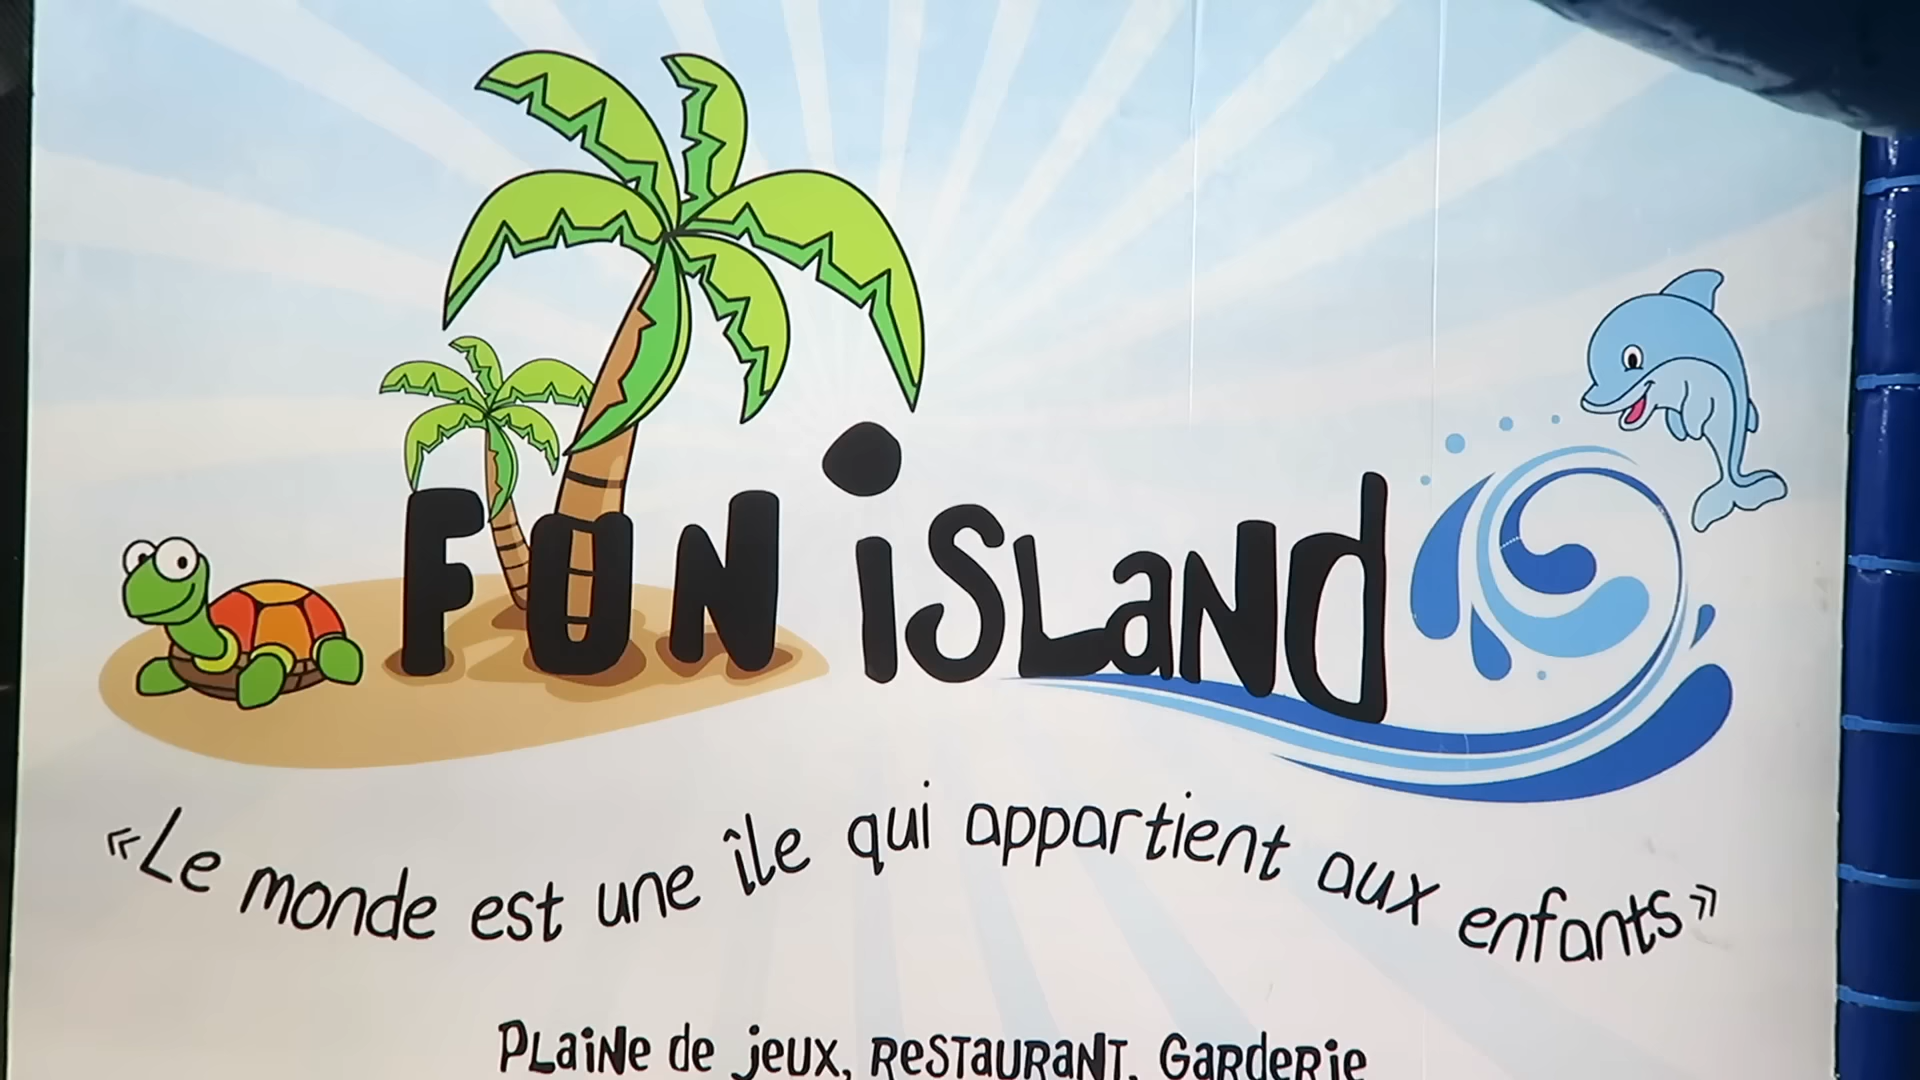 FUN iSLaNd
«Le monde est une île qui appartient aux enfants»
PLaiNe de jeux, ReSTAURANT, GaRdeRie